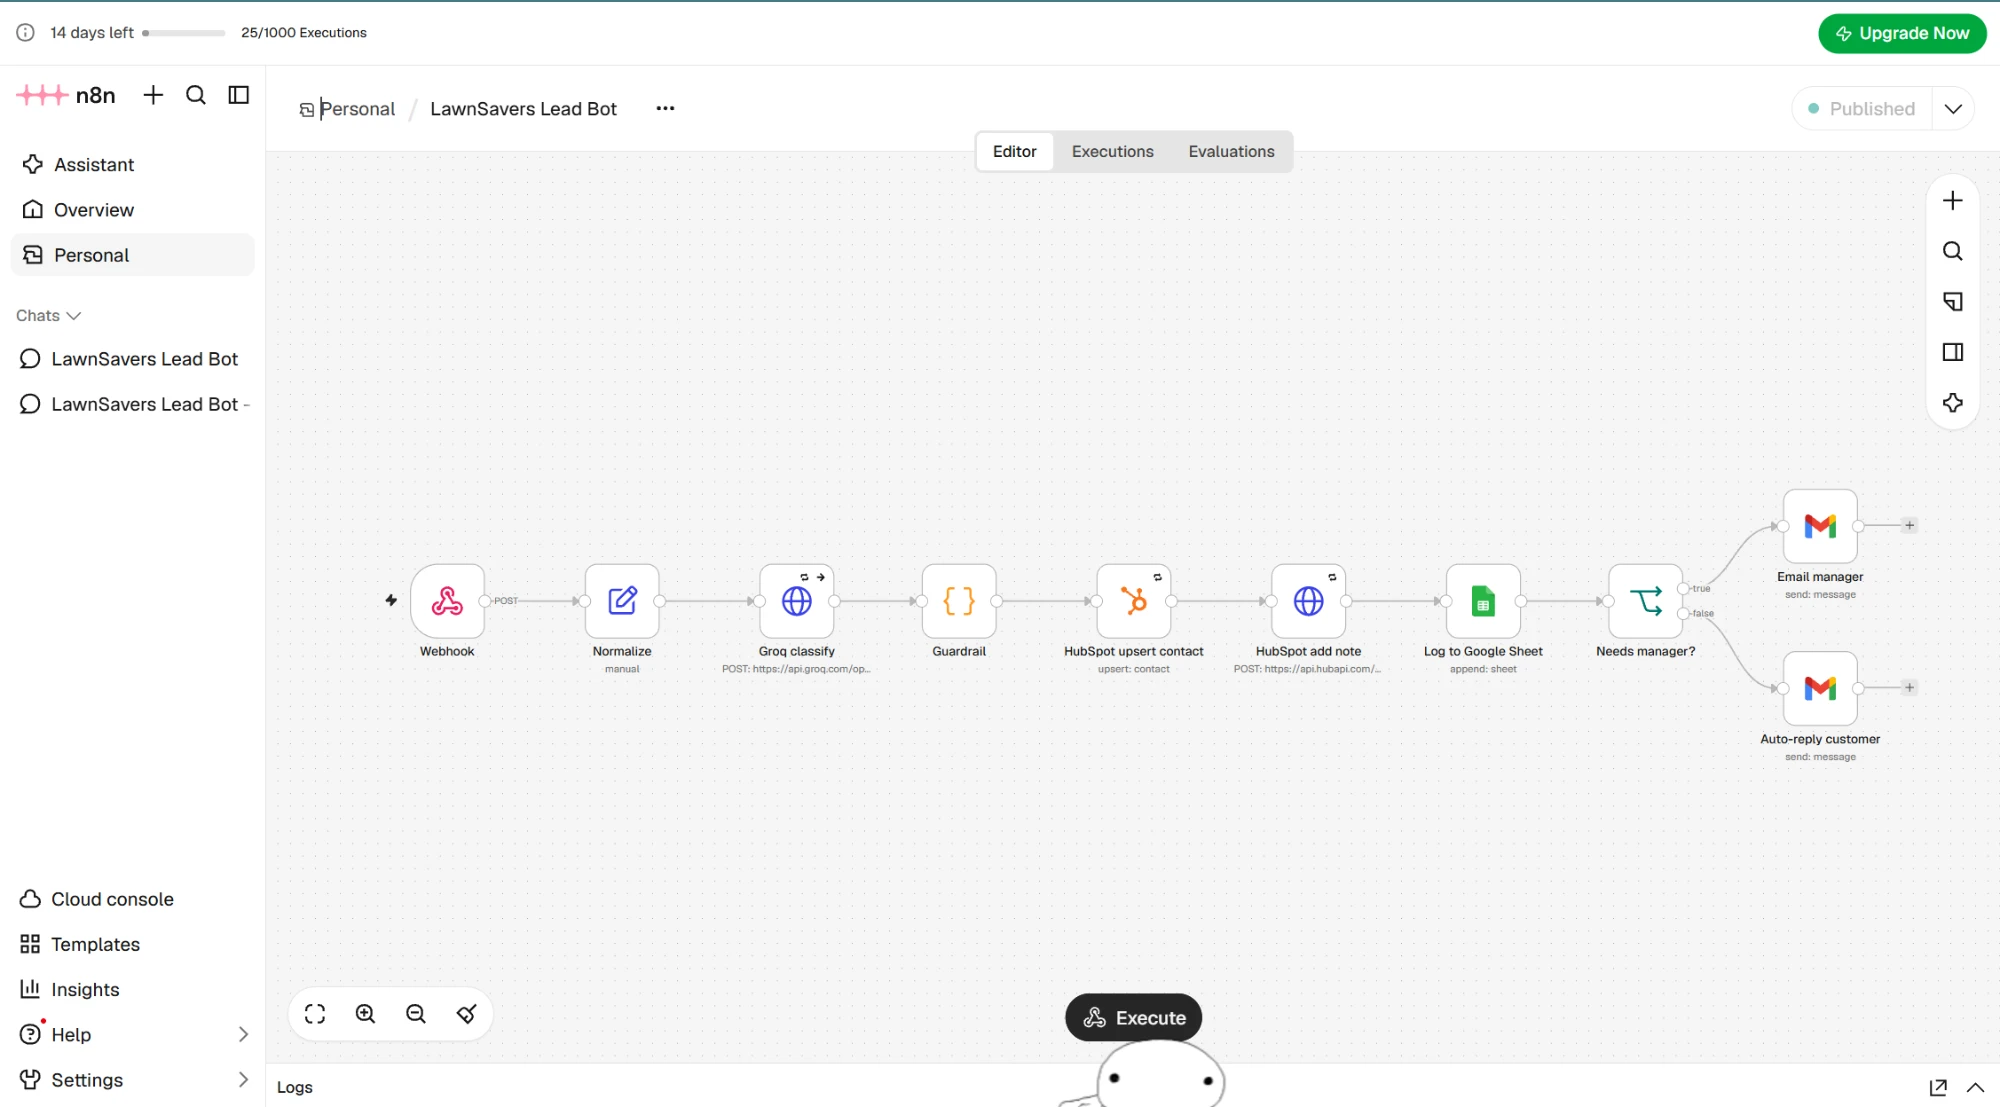 14 days left
25/1000 Executions
Upgrade Now
n8n
Personal / LawnSavers Lead Bot
Published
Editor
Executions
Evaluations
Assistant
Overview
Personal
Chats
LawnSavers Lead Bot
LawnSavers Lead Bot -
POST
Webhook
Normalize
manual
Groq classify
POST: https://api.groq.com/op...
Guardrail
HubSpot upsert contact
upsert: contact
HubSpot add note
POST: https://api.hubapi.com/...
Log to Google Sheet
append: sheet
Needs manager?
true
false
Email manager
send: message
Auto-reply customer
send: message
Cloud console
Templates
Insights
Help
Settings
Execute
Logs